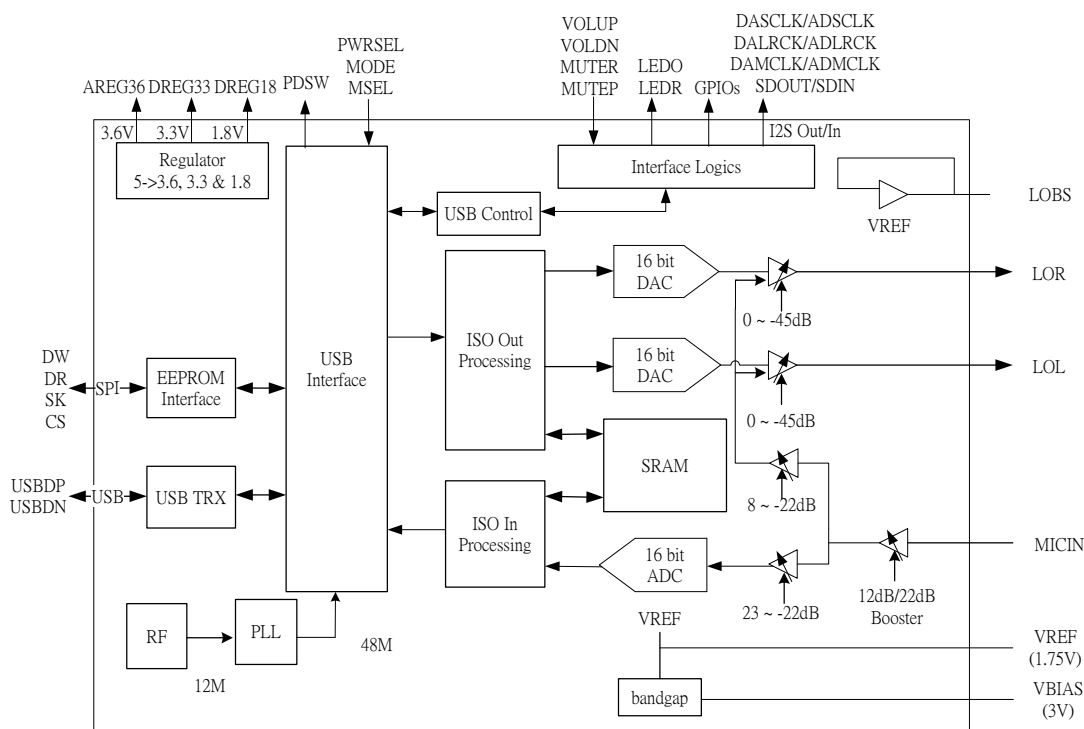 DASCLK/ADSCLK
DALRCK/ADLRCK
DAMCLK/ADMCLK
SDOUT/SDIN
VOLUP
VOLDN
MUTER
MUTEP
PWRSEL
MODE
MSEL
LEDO
LEDR
GPIOs
AREG36 DREG33 DREG18
PDSW
3.6V 3.3V 1.8V
I2S Out/In
Regulator
5->3.6, 3.3 & 1.8
Interface Logics
USB Control
VREF
LOBS
16 bit
DAC
LOR
0 ~ -45dB
USB
Interface
ISO Out
Processing
16 bit
DAC
LOL
0 ~ -45dB
DW
DR
SK
CS
SPI
EEPROM
Interface
SRAM
8 ~ -22dB
USBDP
USBDN
USB
USB TRX
ISO In
Processing
16 bit
ADC
23 ~ -22dB
MICIN
12dB/22dB
Booster
RF
PLL
12M
48M
VREF
VREF
(1.75V)
bandgap
VBIAS
(3V)